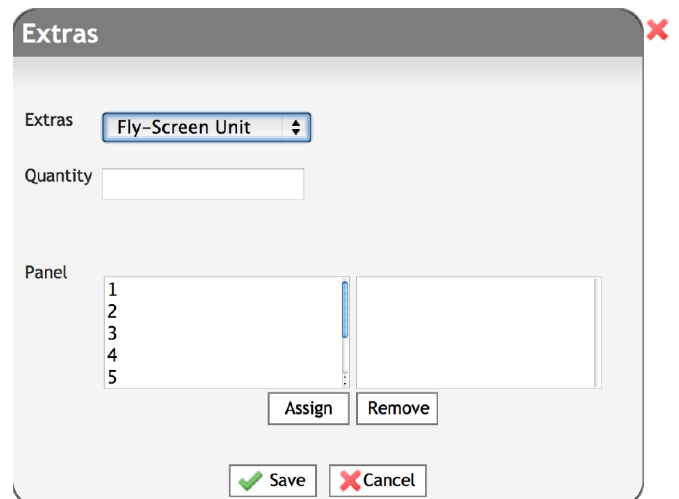 Extras
Extras
Fly-Screen Unit
Quantity
Panel
1
2
3
4
5
Assign
Remove
Save
Cancel